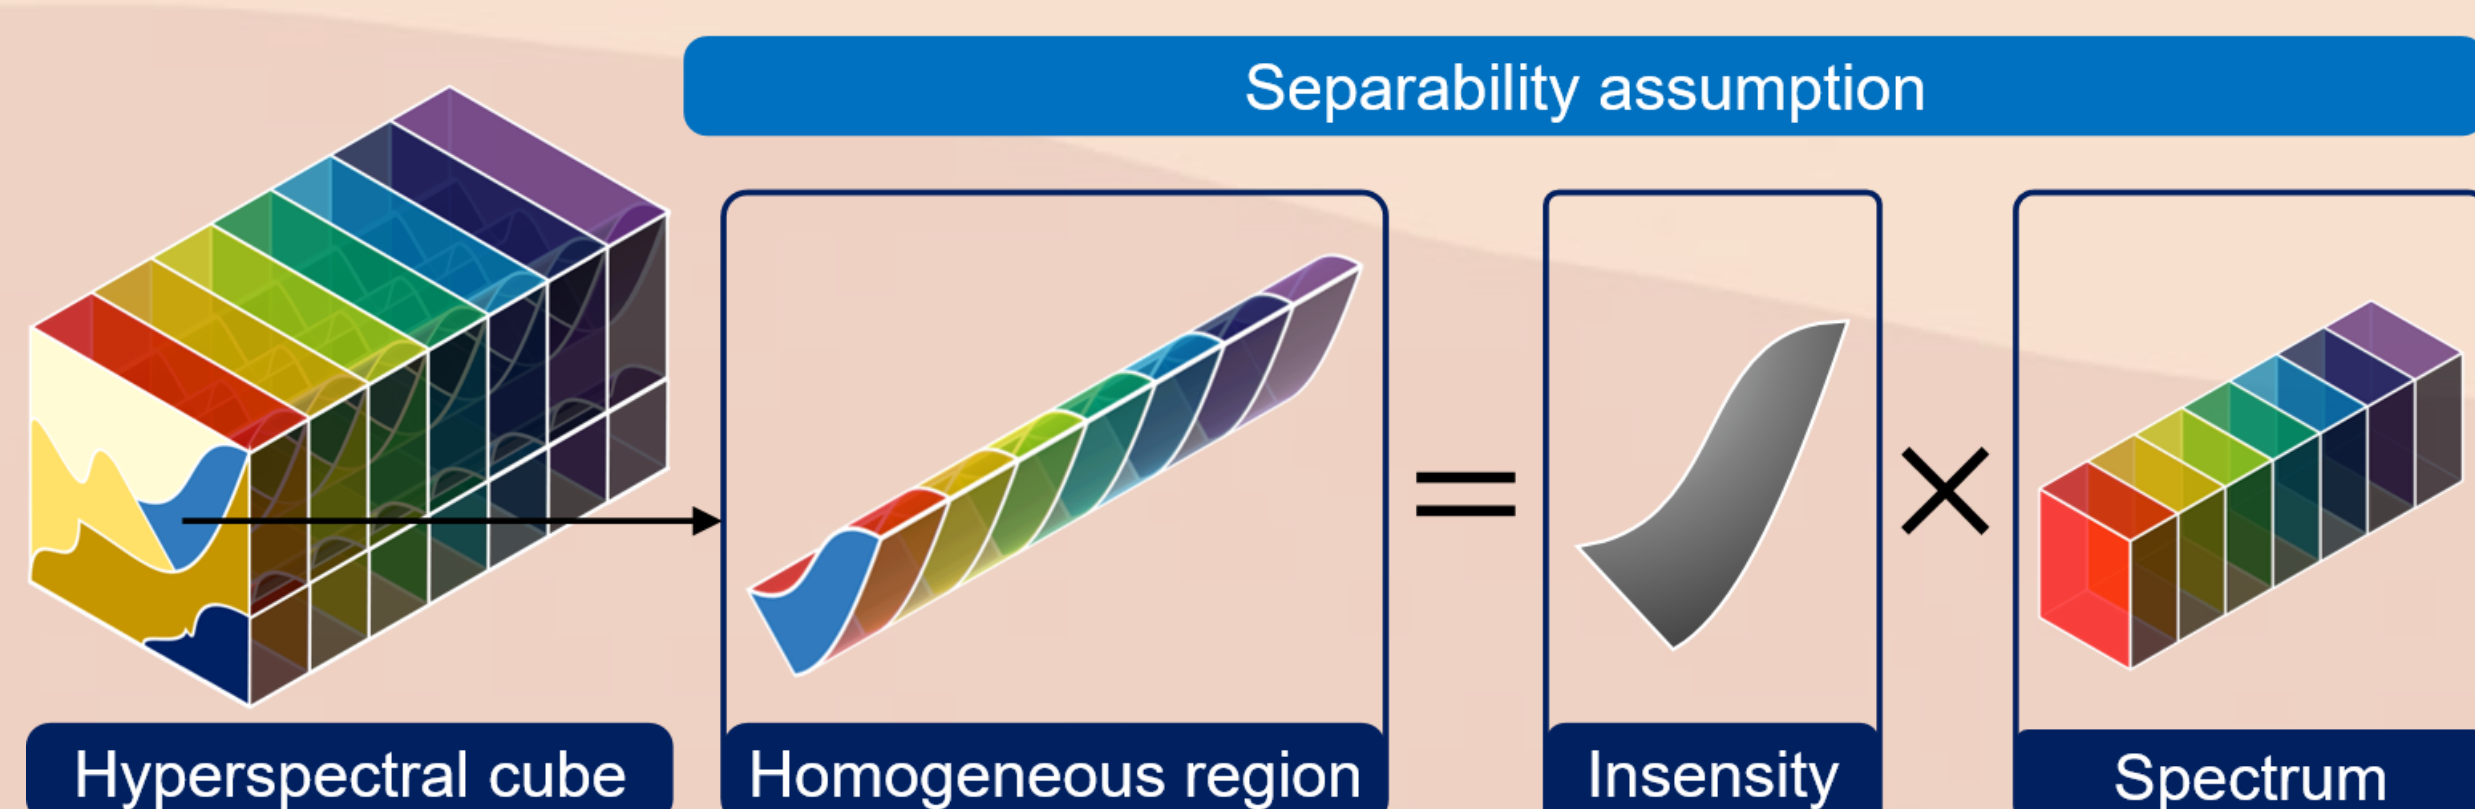 Separability assumption
Hyperspectral cube
Homogeneous region
Insensity
Spectrum